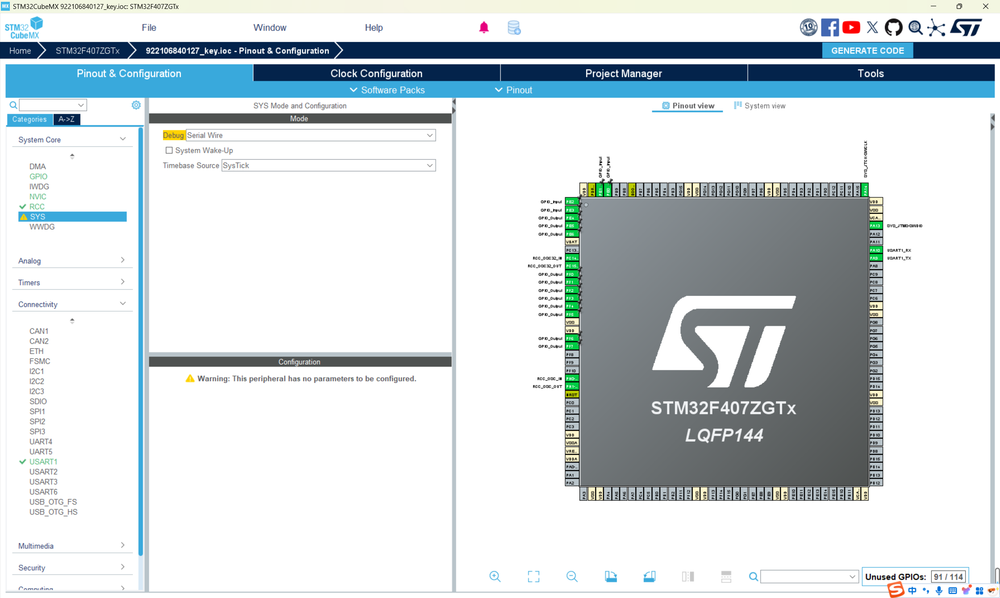 MX STM32CubeMX 922106840127_key.ioc: STM32F407ZGTx
STM32 CubeMX
File Window Help
10
Home STM32F407ZGTx 922106840127_key.ioc - Pinout & Configuration GENERATE CODE
Pinout & Configuration Clock Configuration Project Manager Tools
Software Packs Pinout
Categories A->Z
System Core
DMA
GPIO
IWDG
NVIC
RCC
SYS
WWDG
Analog
Timers
Connectivity
CAN1
CAN2
ETH
FSMC
I2C1
I2C2
I2C3
SDIO
SPI1
SPI2
SPI3
UART4
UART5
USART1
USART2
USART3
USART6
USB_OTG_FS
USB_OTG_HS
Multimedia
Security
Computing
SYS Mode and Configuration
Mode
Debug Serial Wire
System Wake-Up
Timebase Source SysTick
Configuration
Warning: This peripheral has no parameters to be configured.
Pinout view System view
GPIO_Input
GPIO_Input
SYS_JTCK-SWCLK
VDD PDR.. PE1 PE0 PB9 PB8 BOO.. PB7 PB6 PB5 PB4 PB3 PG15 VDD VSS PG14 PG13 PG12 PG11 PG10 PG9 PD7 PD6 VDD VSS PD5 PD4 PD3 PD2 PD1 PD0 PC12 PC11 PC10 PA15 PA14
GPIO_Input PE2
GPIO_Input PE3
GPIO_Output PE4
GPIO_Output PE5
GPIO_Output PE6
VBAT
PC13..
RCC_OSC32_IN PC14..
RCC_OSC32_OUT PC15..
GPIO_Output PF0
GPIO_Output PF1
GPIO_Output PF2
GPIO_Output PF3
GPIO_Output PF4
GPIO_Output PF5
VSS
VDD
GPIO_Output PF6
GPIO_Output PF7
PF8
PF9
PF10
RCC_OSC_IN PH0-..
RCC_OSC_OUT PH1-..
NRST
PC0
PC1
PC2
PC3
VDD
VSSA
VRE..
VDDA
PA0-..
PA1
PA2
STM32F407ZGTx
LQFP144
VDD
VSS
VCA..
PA13 SYS_JTMS-SWDIO
PA12
PA11
PA10 USART1_RX
PA9 USART1_TX
PA8
PC9
PC8
PC7
PC6
VDD
VSS
PG8
PG7
PG6
PG5
PG4
PG3
PG2
PD15
PD14
VDD
VSS
PD13
PD12
PD11
PD10
PD9
PD8
PB15
PB14
PB13
PB12
PA3 VSS VDD PA4 PA5 PA6 PA7 PC4 PC5 PB0 PB1 PB2 PF11 PF12 VSS VDD PF13 PF14 PF15 PG0 PG1 PE7 PE8 PE9 VSS VDD PE10 PE11 PE12 PE13 PE14 PE15 PB10 PB11 VCA.. VDD
Unused GPIOs: 91 / 114
S 中